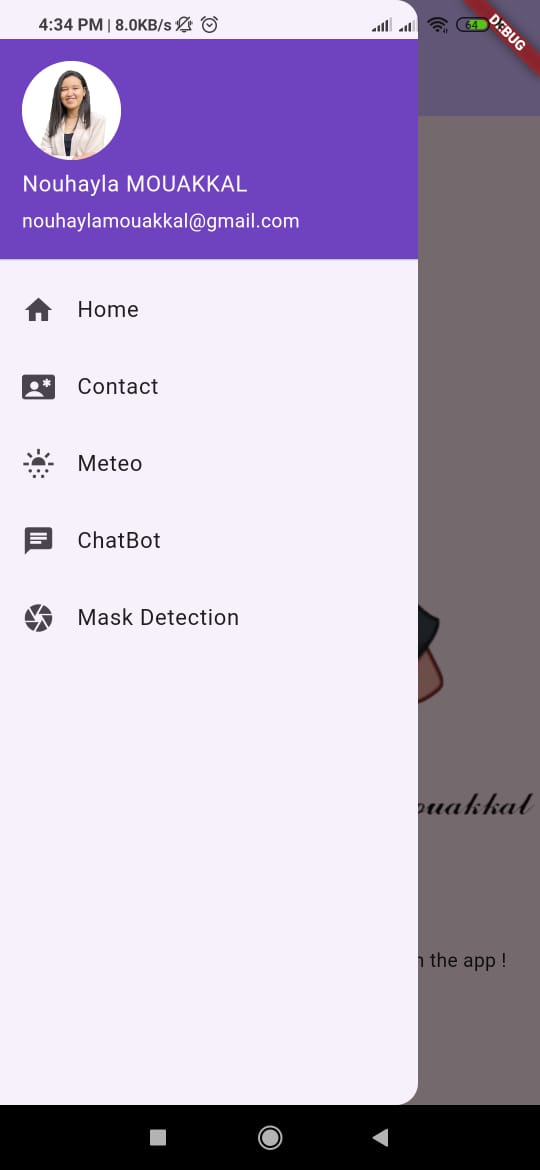 4:34 PM | 8.0KB/s 64
DEBUG
Nouhayla MOUAKKAL
nouhaylamouakkal@gmail.com
Home
Contact
Meteo
ChatBot
Mask Detection
ouakkal
the app !